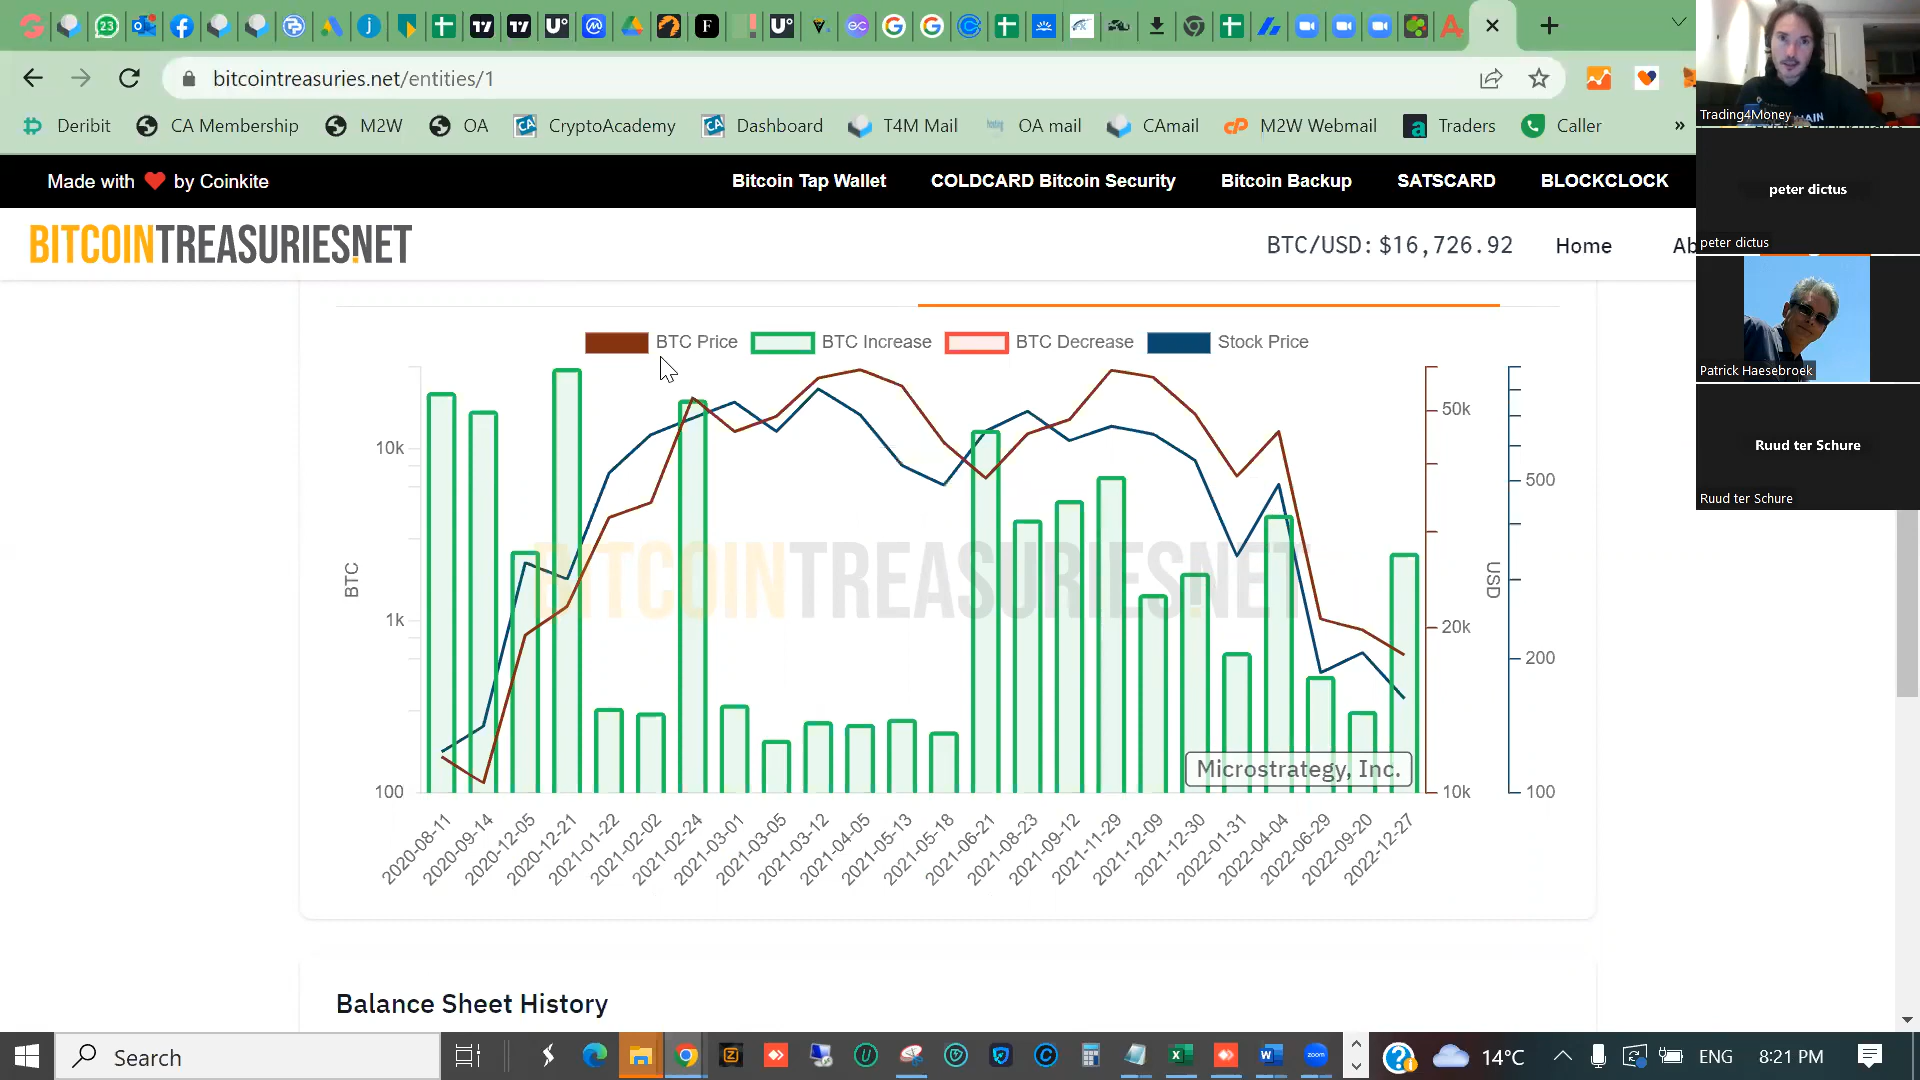 23
bitcointreasuries.net/entities/1
Deribit
CA Membership
M2W
OA
CryptoAcademy
Dashboard
T4M Mail
OA mail
CAmail
M2W Webmail
Traders
Caller
»
Trading4Money
Made with ❤ by Coinkite
Bitcoin Tap Wallet
COLDCARD Bitcoin Security
Bitcoin Backup
SATSCARD
BLOCKCLOCK
peter dictus
peter dictus
BITCOINTREASURIES.NET
BTC/USD: $16,726.92
Home
Ab
Patrick Haesebroek
Ruud ter Schure
Ruud ter Schure
BTC Price
BTC Increase
BTC Decrease
Stock Price
BTC
10k
1k
100
50k
20k
10k
USD
500
200
100
BITCOINTREASURIES.NET
Microstrategy, Inc.
2020-08-11
2020-09-14
2020-12-05
2020-12-21
2021-01-22
2021-02-02
2021-02-24
2021-03-01
2021-03-05
2021-03-12
2021-04-05
2021-05-13
2021-05-18
2021-06-21
2021-08-23
2021-09-12
2021-11-29
2021-12-09
2021-12-30
2022-01-31
2022-04-04
2022-06-29
2022-09-20
2022-12-27
Balance Sheet History
Search
14°C
ENG
8:21 PM